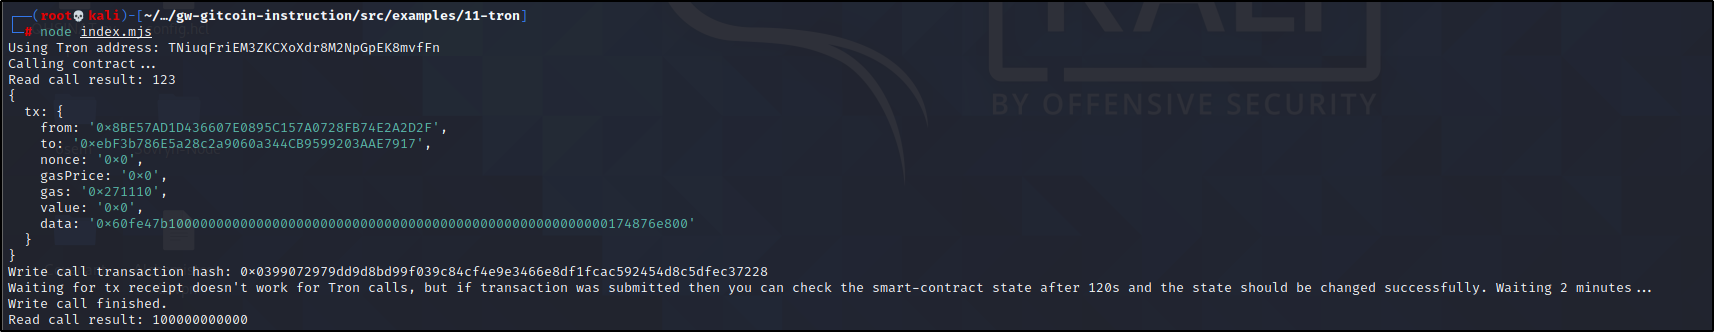 ┌──(root💀kali)-[~/…/gw-gitcoin-instruction/src/examples/11-tron]
└─# node index.mjs
Using Tron address: TNiuqFriEM3ZKCXoXdr8M2NpGpEK8mvfFn
Calling contract...
Read call result: 123
{
  tx: {
    from: '0×8BE57AD1D436607E0895C157A0728FB74E2A2D2F',
    to: '0×ebF3b786E5a28c2a9060a344CB9599203AAE7917',
    nonce: '0×0',
    gasPrice: '0×0',
    gas: '0×271110',
    value: '0×0',
    data: '0×60fe47b1000000000000000000000000000000000000000000000000000000174876e800'
  }
}
Write call transaction hash: 0×0399072979dd9d8bd99f039c84cf4e9e3466e8df1fcac592454d8c5dfec37228
Waiting for tx receipt doesn't work for Tron calls, but if transaction was submitted then you can check the smart-contract state after 120s and the state should be changed successfully. Waiting 2 minutes...
Write call finished.
Read call result: 100000000000
KALI
BY OFFENSIVE SECURITY